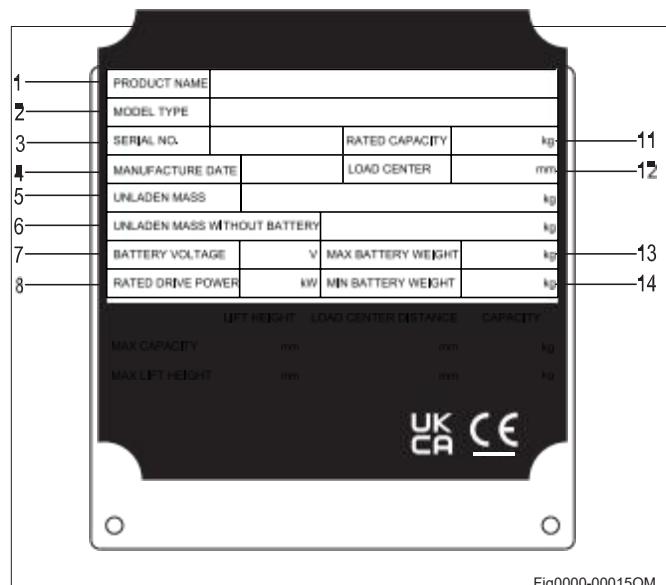 1 PRODUCT NAME
2 MODEL TYPE
3 SERIAL NO. RATED CAPACITY kg 11
4 MANUFACTURE DATE LOAD CENTER mm 12
5 UNLADEN MASS kg
6 UNLADEN MASS WITHOUT BATTERY kg
7 BATTERY VOLTAGE V MAX BATTERY WEIGHT kg 13
8 RATED DRIVE POWER kW MIN BATTERY WEIGHT kg 14
LIFT HEIGHT LOAD CENTER DISTANCE CAPACITY
MAX CAPACITY mm mm kg
MAX LIFT HEIGHT mm mm kg
UK CE
CA
Fig0000-00015OM